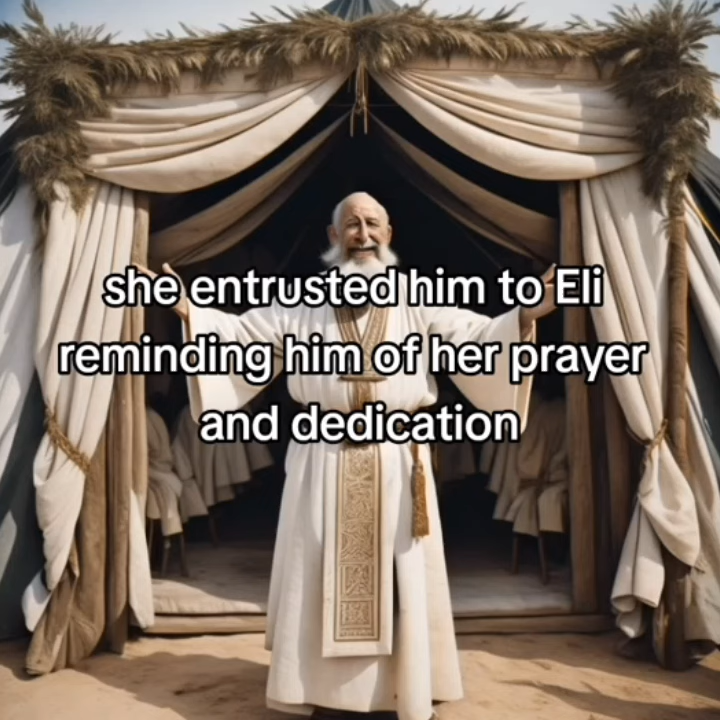 she entrusted him to Eli
reminding him of her prayer
and dedication